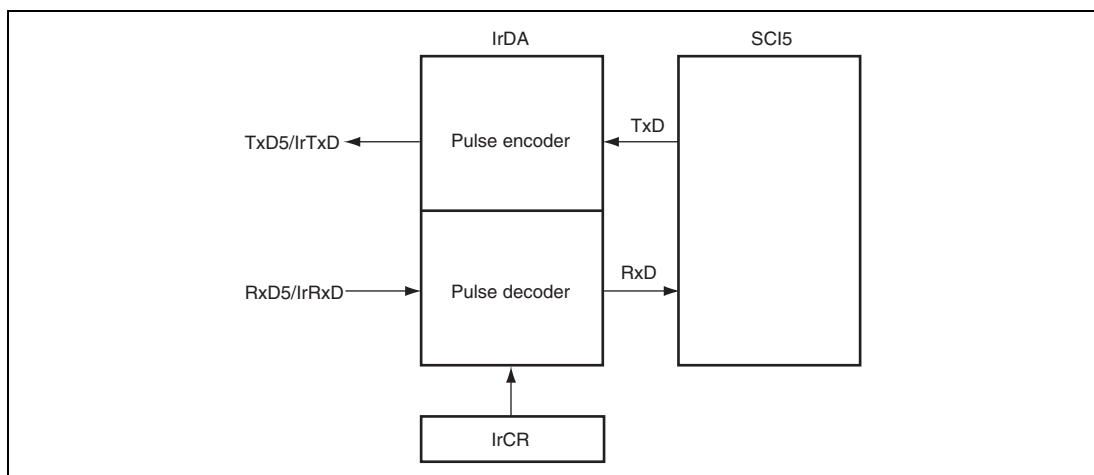 IrDA
SCI5
TxD5/IrTxD
Pulse encoder
TxD
RxD5/IrRxD
Pulse decoder
RxD
IrCR